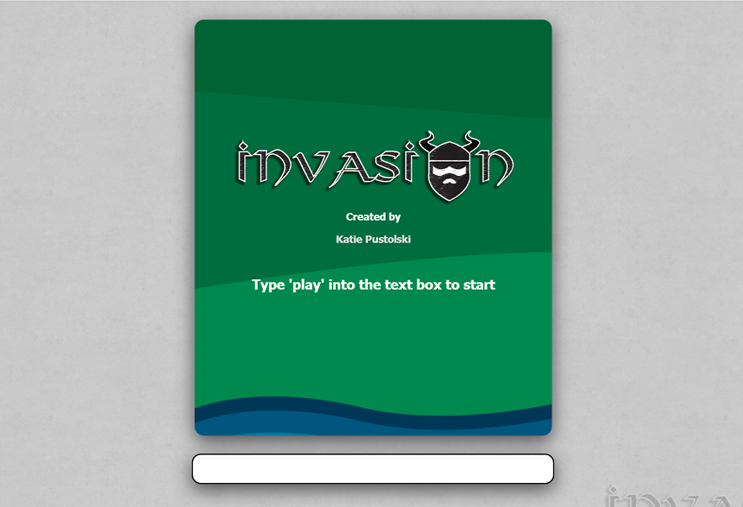 invasion
Created by
Katie Pustolski
Type 'play' into the text box to start